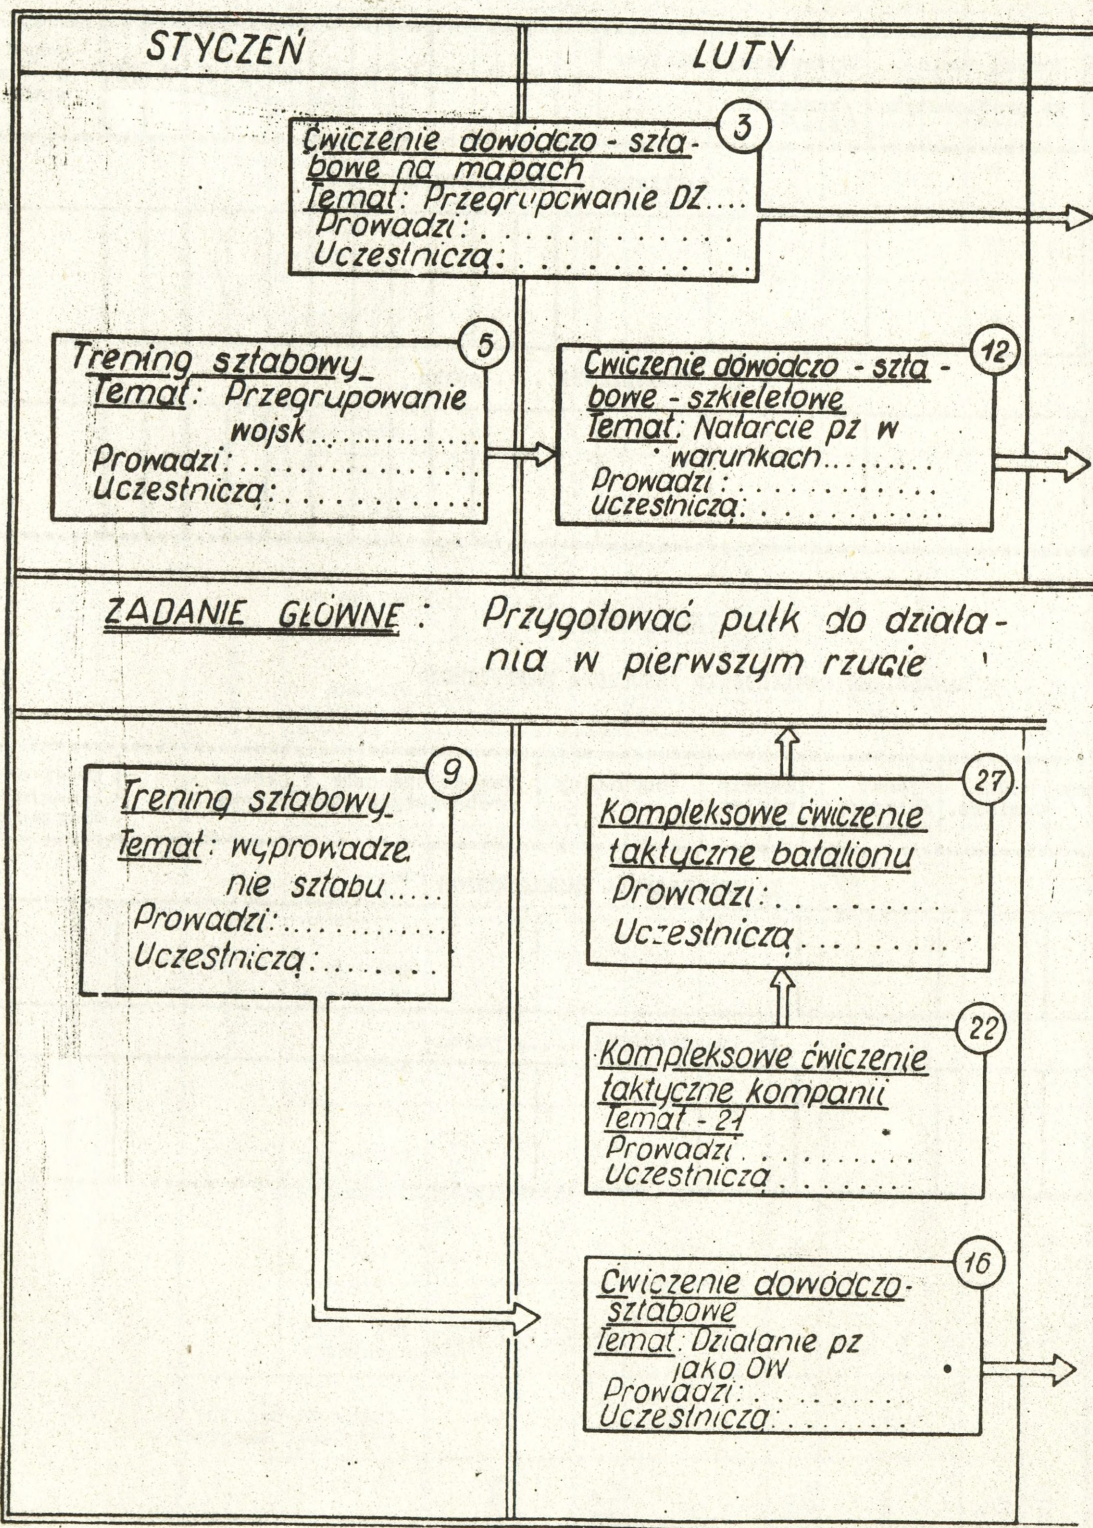 STYCZEŃ
LUTY
3
Ćwiczenie dowódczo - szta-
bowe na mapach
Temat: Przegrupowanie DZ....
Prowadzi: . . . . . . . . . . . . .
Uczestniczą: . . . . . . . . . . . .
5
Trening sztabowy
Temat: Przegrupowanie
wojsk..............
Prowadzi:...................
Uczestniczą:................
12
Ćwiczenie dowódczo - szta -
bowe - szkieletowe
Temat: Natarcie pz w
warunkach........
Prowadzi : . . . . . . . . . . .
Uczestniczą: . . . . . . . . . .
ZADANIE GŁÓWNE : Przygotować pułk do działa -
nia w pierwszym rzucie
9
Trening sztabowy
Temat: wyprowadze
nie sztabu.....
Prowadzi:.............
Uczestniczą:..........
27
Kompleksowe ćwiczenie
taktyczne batalionu
Prowadzi: . . . . . . . .
Uczestniczą . . . . . . . . .
22
Kompleksowe ćwiczenie
taktyczne kompanii
Temat - 21
Prowadzi . . . . . . . . . .
Uczestniczą . . . . . . . .
16
Ćwiczenie dowódczo-
sztabowe
Temat: Działanie pz
jako OW
Prowadzi: . . . . . . . . .
Uczestniczą: . . . . . . . .